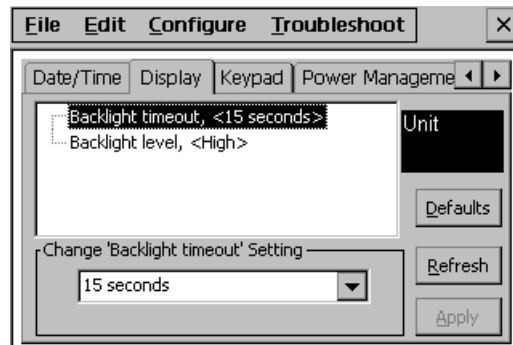 File Edit Configure Troubleshoot X
Date/Time Display Keypad Power Manageme
Backlight timeout, <15 seconds>
Backlight level, <High>
Unit
Defaults
Change 'Backlight timeout' Setting
Refresh
15 seconds
Apply